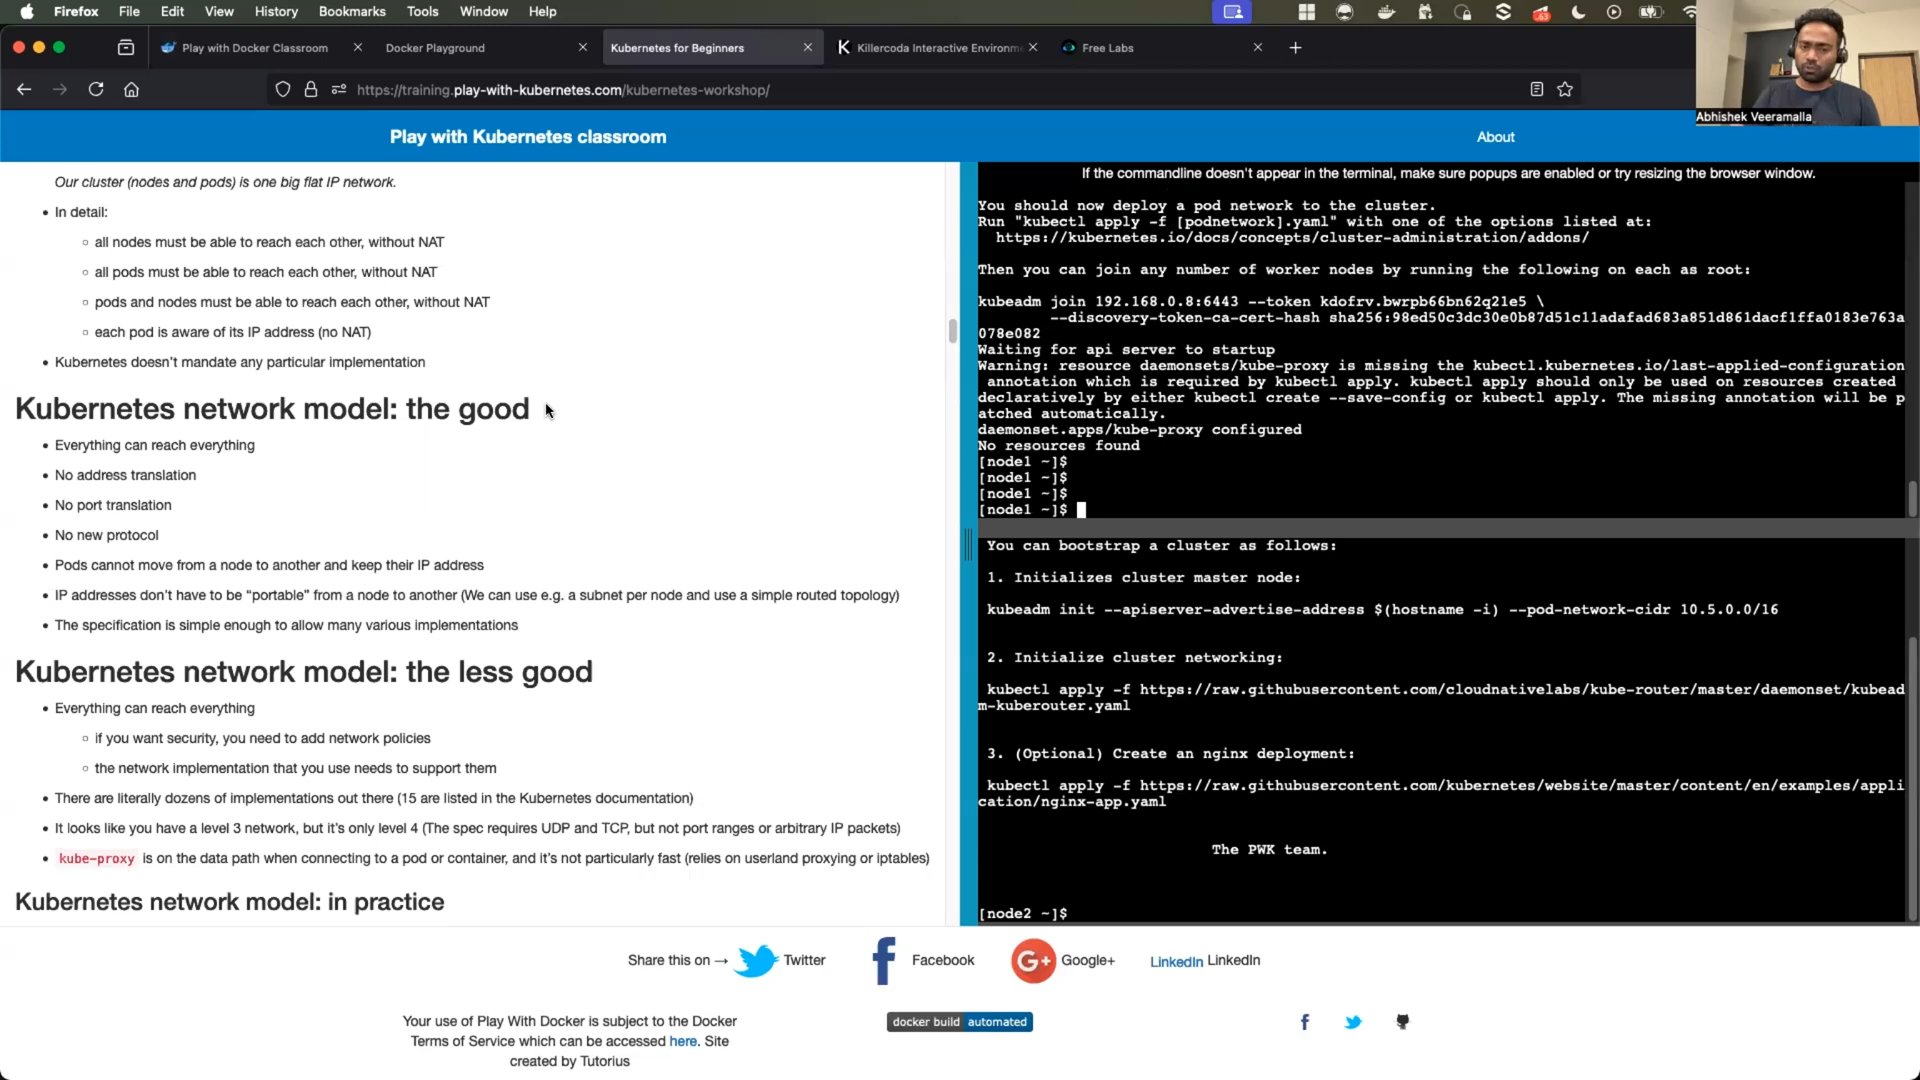 Firefox File Edit View History Bookmarks Tools Window Help
Play with Docker Classroom
Docker Playground
Kubernetes for Beginners
Killercoda Interactive Environm
Free Labs
https://training.play-with-kubernetes.com/kubernetes-workshop/
Abhishek Veeramalla
Play with Kubernetes classroom
About
Our cluster (nodes and pods) is one big flat IP network.
• In detail:
◦ all nodes must be able to reach each other, without NAT
◦ all pods must be able to reach each other, without NAT
◦ pods and nodes must be able to reach each other, without NAT
◦ each pod is aware of its IP address (no NAT)
• Kubernetes doesn't mandate any particular implementation
Kubernetes network model: the good
• Everything can reach everything
• No address translation
• No port translation
• No new protocol
• Pods cannot move from a node to another and keep their IP address
• IP addresses don't have to be “portable” from a node to another (We can use e.g. a subnet per node and use a simple routed topology)
• The specification is simple enough to allow many various implementations
Kubernetes network model: the less good
• Everything can reach everything
◦ if you want security, you need to add network policies
◦ the network implementation that you use needs to support them
• There are literally dozens of implementations out there (15 are listed in the Kubernetes documentation)
• It looks like you have a level 3 network, but it's only level 4 (The spec requires UDP and TCP, but not port ranges or arbitrary IP packets)
• kube-proxy is on the data path when connecting to a pod or container, and it's not particularly fast (relies on userland proxying or iptables)
Kubernetes network model: in practice
If the commandline doesn't appear in the terminal, make sure popups are enabled or try resizing the browser window.
You should now deploy a pod network to the cluster.
Run "kubectl apply -f [podnetwork].yaml" with one of the options listed at:
https://kubernetes.io/docs/concepts/cluster-administration/addons/
Then you can join any number of worker nodes by running the following on each as root:
kubeadm join 192.168.0.8:6443 --token kdofrv.bwrpb66bn62q21e5 \
--discovery-token-ca-cert-hash sha256:98ed50c3dc30e0b87d51c11adafad683a851d861dacf1ffa0183e763a
078e082
Waiting for api server to startup
Warning: resource daemonsets/kube-proxy is missing the kubectl.kubernetes.io/last-applied-configuration
annotation which is required by kubectl apply. kubectl apply should only be used on resources created
declaratively by either kubectl create --save-config or kubectl apply. The missing annotation will be p
atched automatically.
daemonset.apps/kube-proxy configured
No resources found
[node1 ~]$
[node1 ~]$
[node1 ~]$
[node1 ~]$
You can bootstrap a cluster as follows:
1. Initializes cluster master node:
kubeadm init --apiserver-advertise-address $(hostname -i) --pod-network-cidr 10.5.0.0/16
2. Initialize cluster networking:
kubectl apply -f https://raw.githubusercontent.com/cloudnativelabs/kube-router/master/daemonset/kubead
m-kuberouter.yaml
3. (Optional) Create an nginx deployment:
kubectl apply -f https://raw.githubusercontent.com/kubernetes/website/master/content/en/examples/appli
cation/nginx-app.yaml
The PWK team.
[node2 ~]$
Share this on → Twitter Facebook G+ Google+ LinkedIn LinkedIn
Your use of Play With Docker is subject to the Docker
Terms of Service which can be accessed here. Site
created by Tutorius
docker build automated